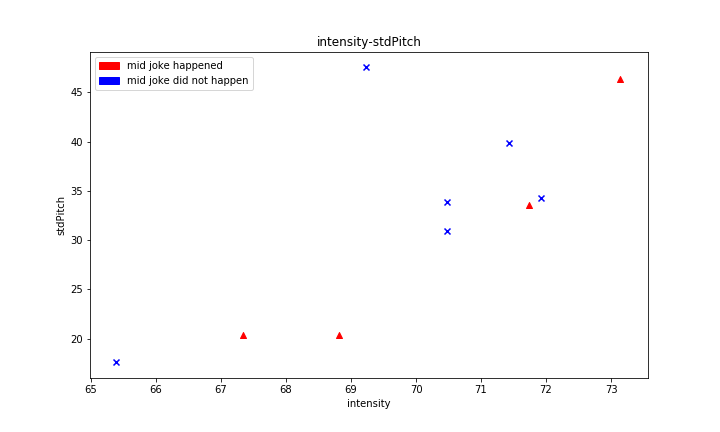 intensity-stdPitch
mid joke happened
mid joke did not happen
45
40
35
30
25
20
stdPitch
65 66 67 68 69 70 71 72 73
intensity